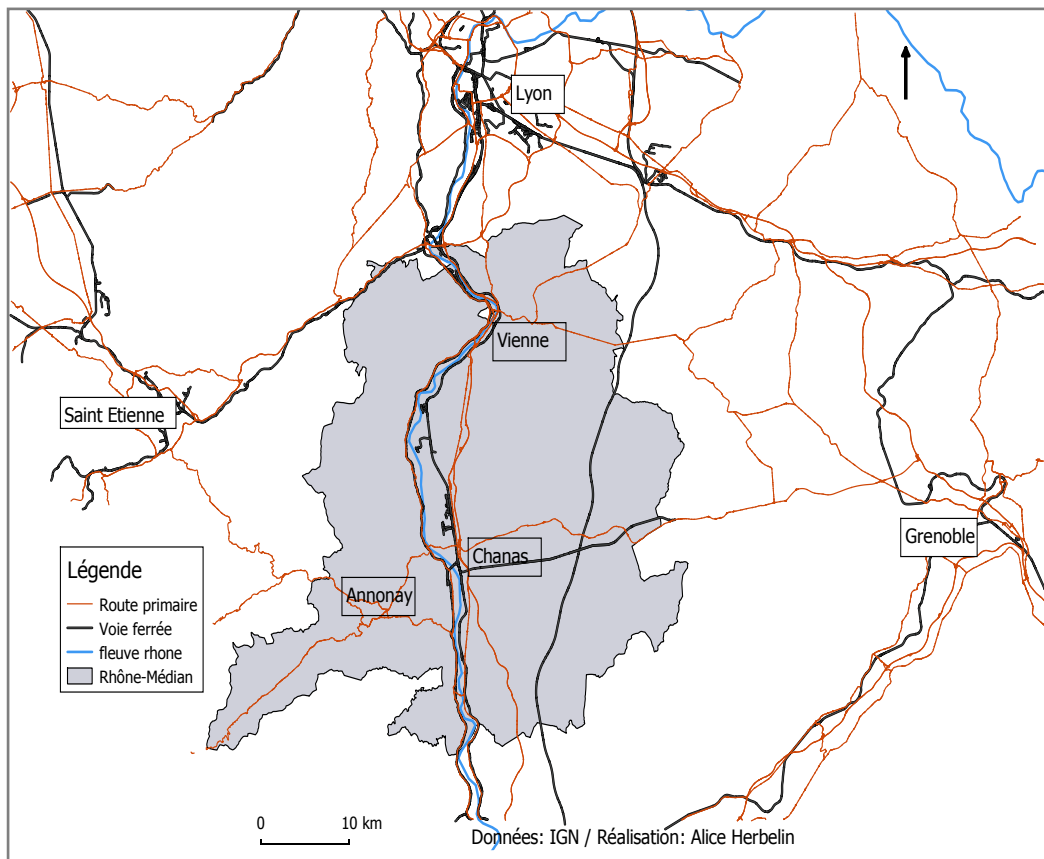 Lyon
Vienne
Saint Etienne
Grenoble
Chanas
Annonay
Légende
Route primaire
Voie ferrée
fleuve rhone
Rhône-Médian
0 10 km
Données: IGN / Réalisation: Alice Herbelin